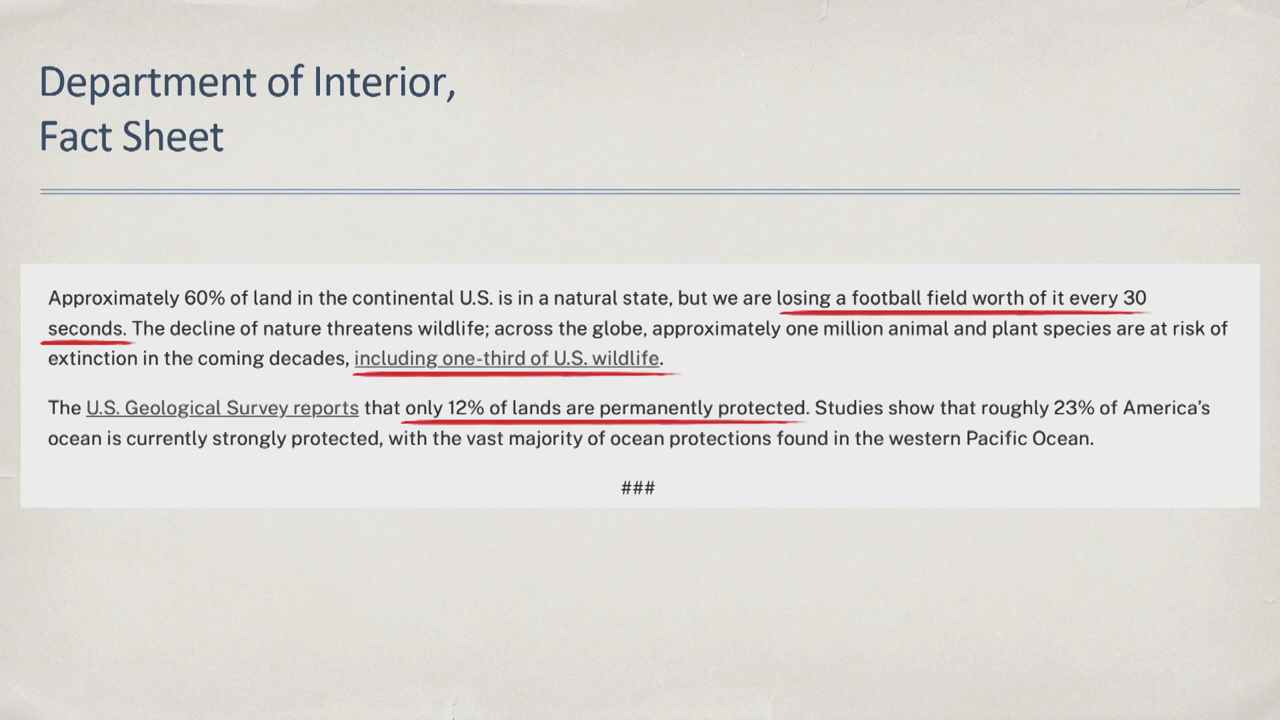 Department of Interior,
Fact Sheet
Approximately 60% of land in the continental U.S. is in a natural state, but we are losing a football field worth of it every 30
seconds. The decline of nature threatens wildlife; across the globe, approximately one million animal and plant species are at risk of
extinction in the coming decades, including one-third of U.S. wildlife.
The U.S. Geological Survey reports that only 12% of lands are permanently protected. Studies show that roughly 23% of America's
ocean is currently strongly protected, with the vast majority of ocean protections found in the western Pacific Ocean.
###